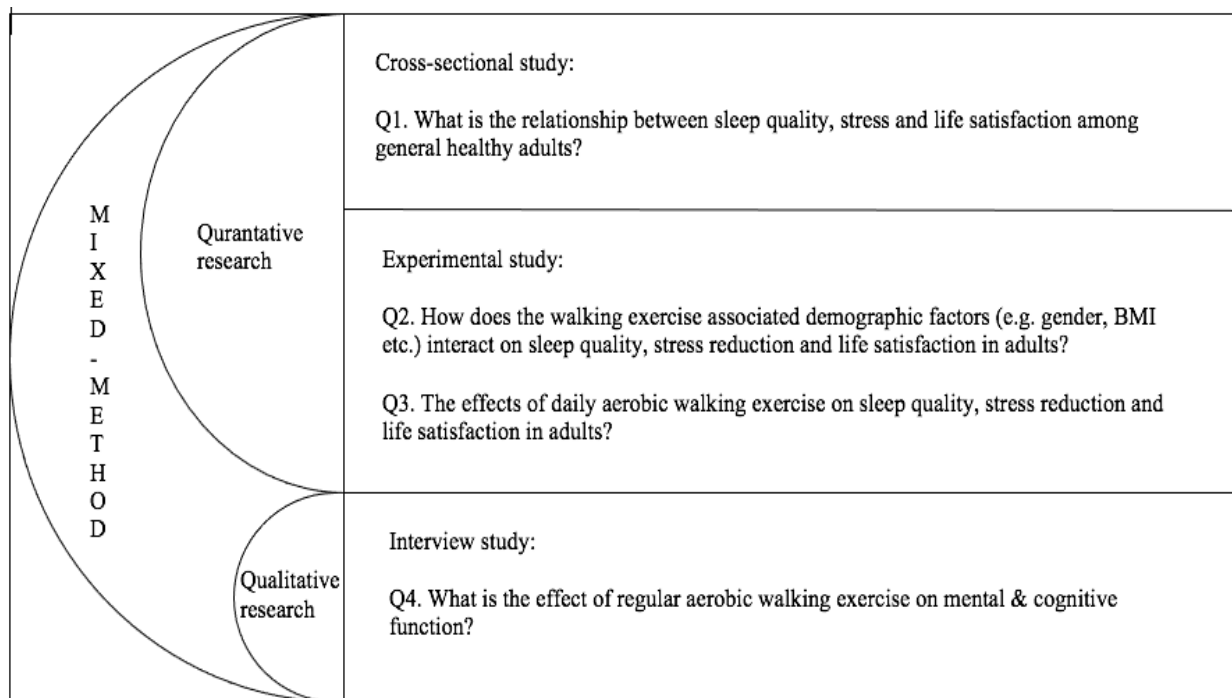 M
I
X
E
D
-
M
E
T
H
O
D
Qurantative
research
Qualitative
research
Cross-sectional study:
Q1. What is the relationship between sleep quality, stress and life satisfaction among
general healthy adults?
Experimental study:
Q2. How does the walking exercise associated demographic factors (e.g. gender, BMI
etc.) interact on sleep quality, stress reduction and life satisfaction in adults?
Q3. The effects of daily aerobic walking exercise on sleep quality, stress reduction and
life satisfaction in adults?
Interview study:
Q4. What is the effect of regular aerobic walking exercise on mental & cognitive
function?